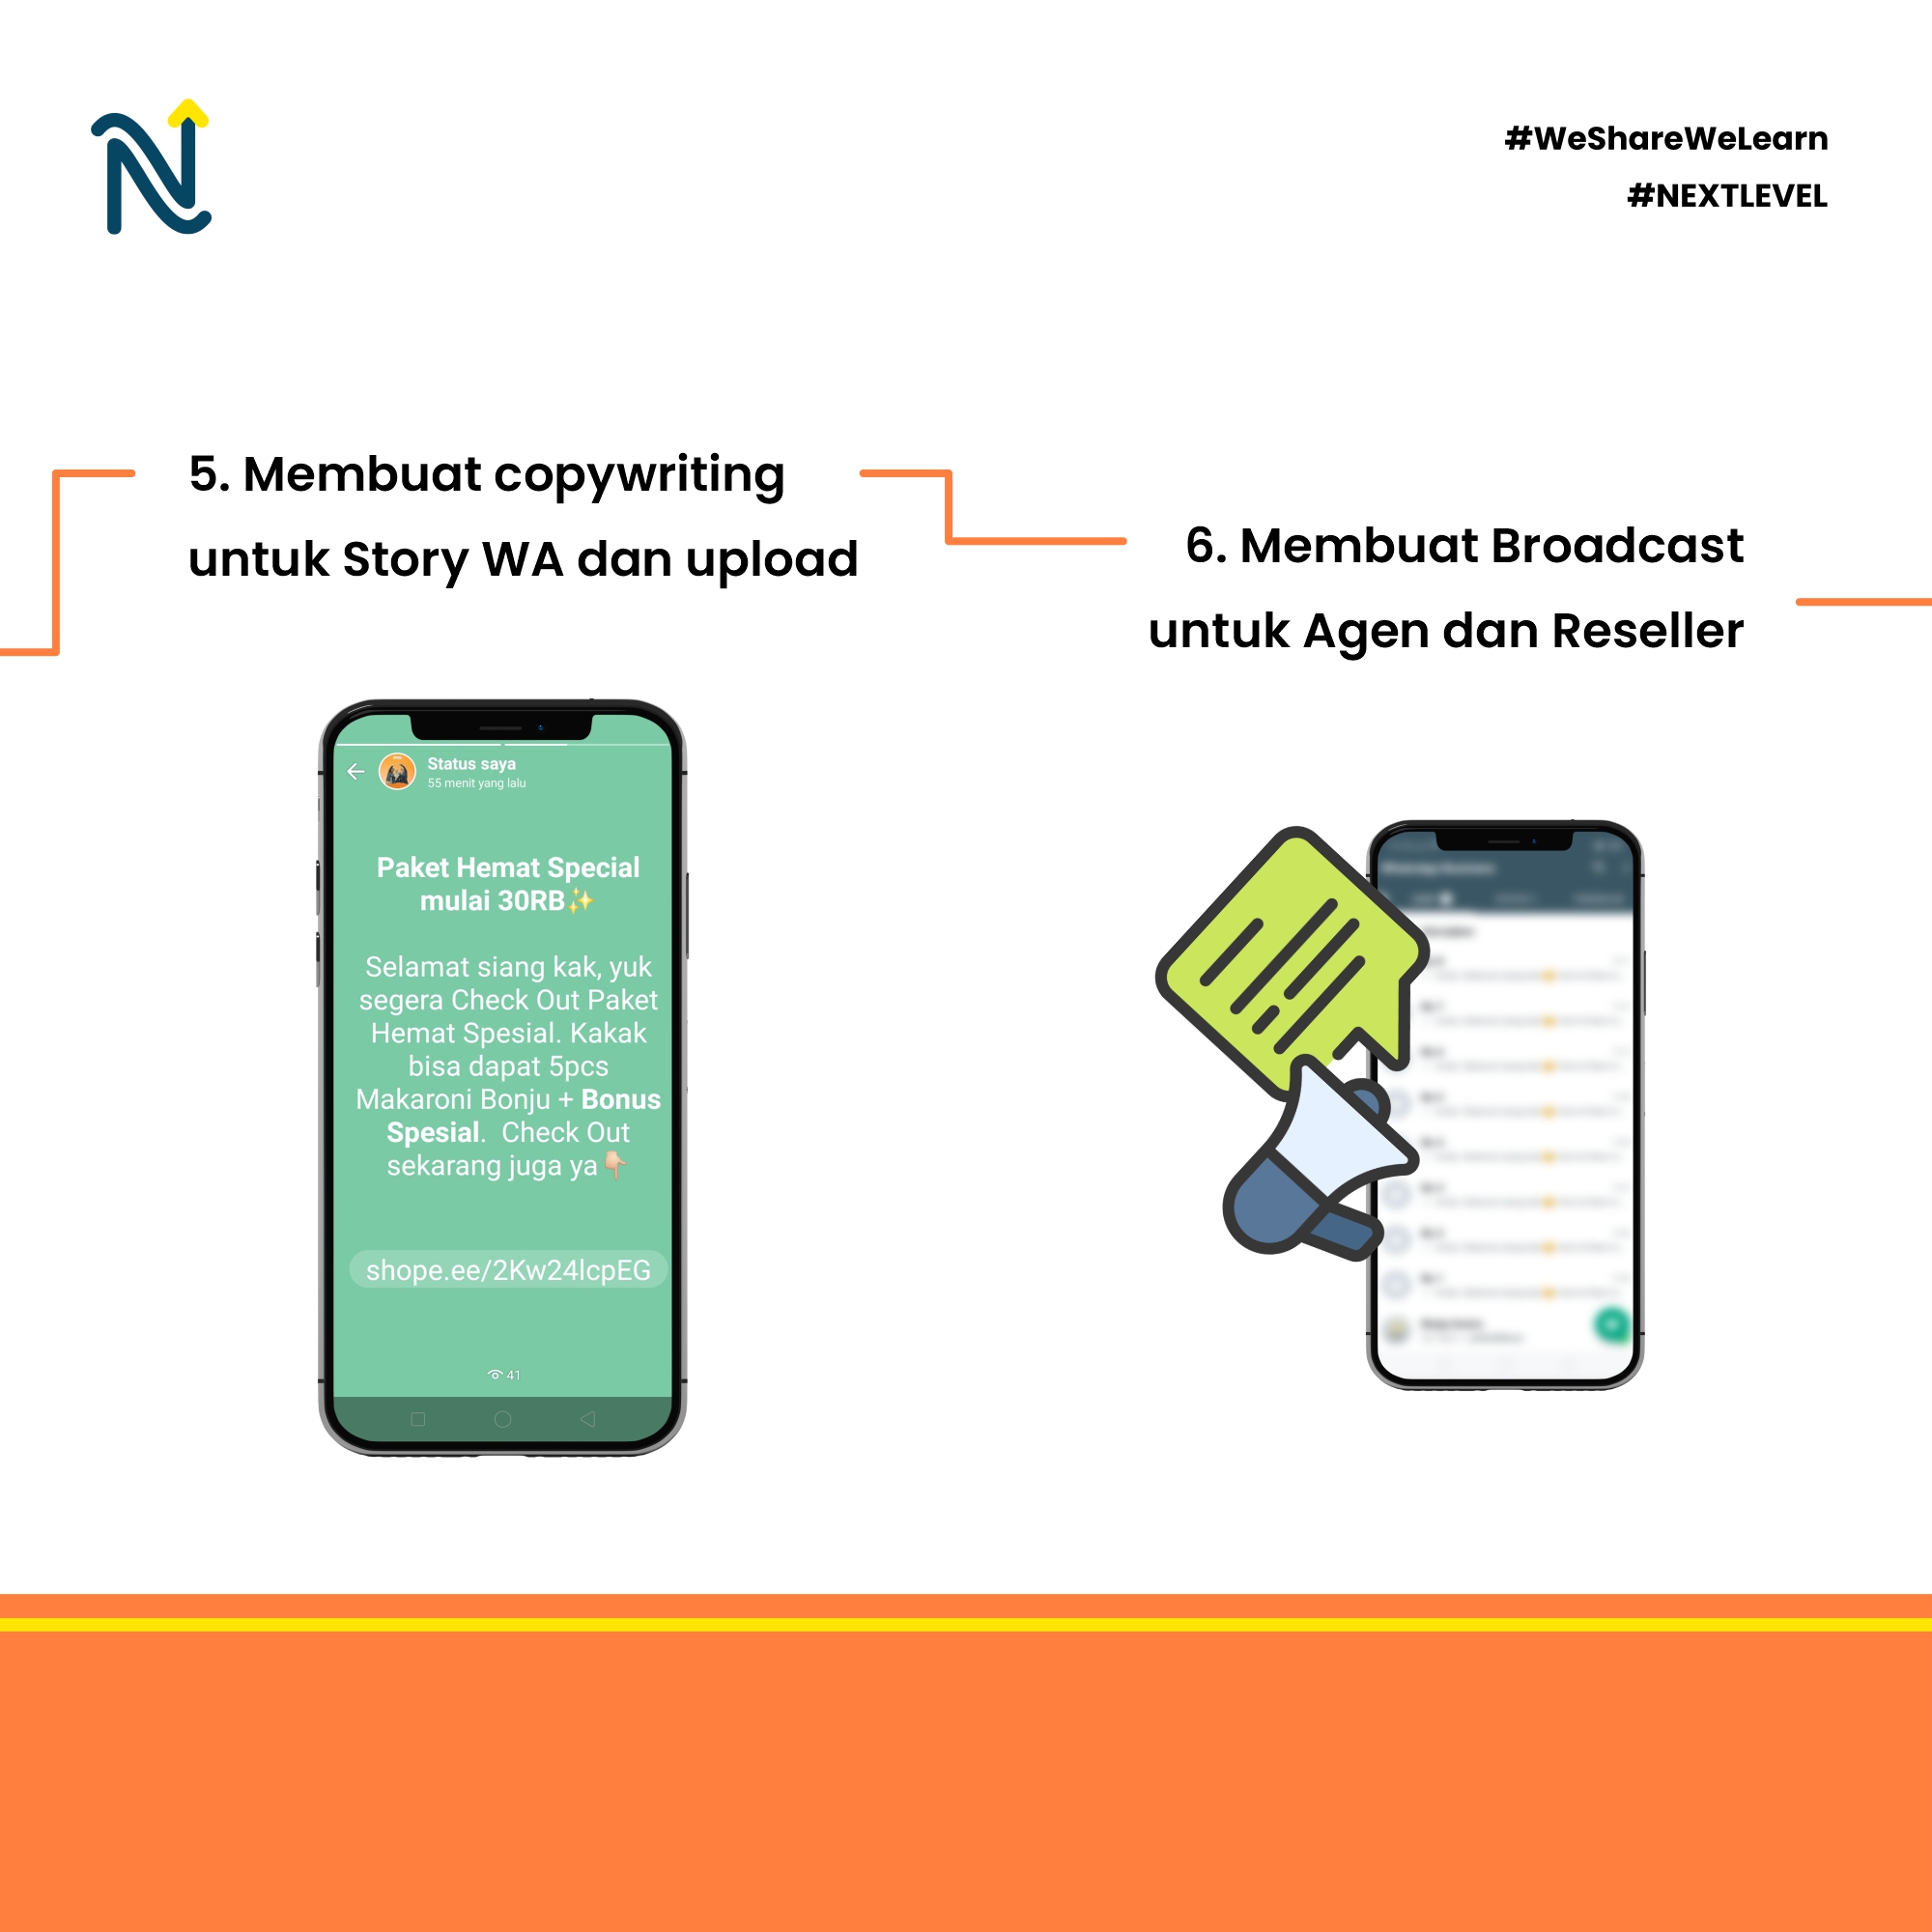 #WeShareWeLearn
#NEXTLEVEL
5. Membuat copywriting
untuk Story WA dan upload
6. Membuat Broadcast
untuk Agen dan Reseller
Status saya
55 menit yang lalu
Paket Hemat Special
mulai 30RB✨
Selamat siang kak, yuk
segera Check Out Paket
Hemat Spesial. Kakak
bisa dapat 5pcs
Makaroni Bonju + Bonus
Spesial.  Check Out
sekarang juga ya👇🏻
shope.ee/2Kw24lcpEG
41